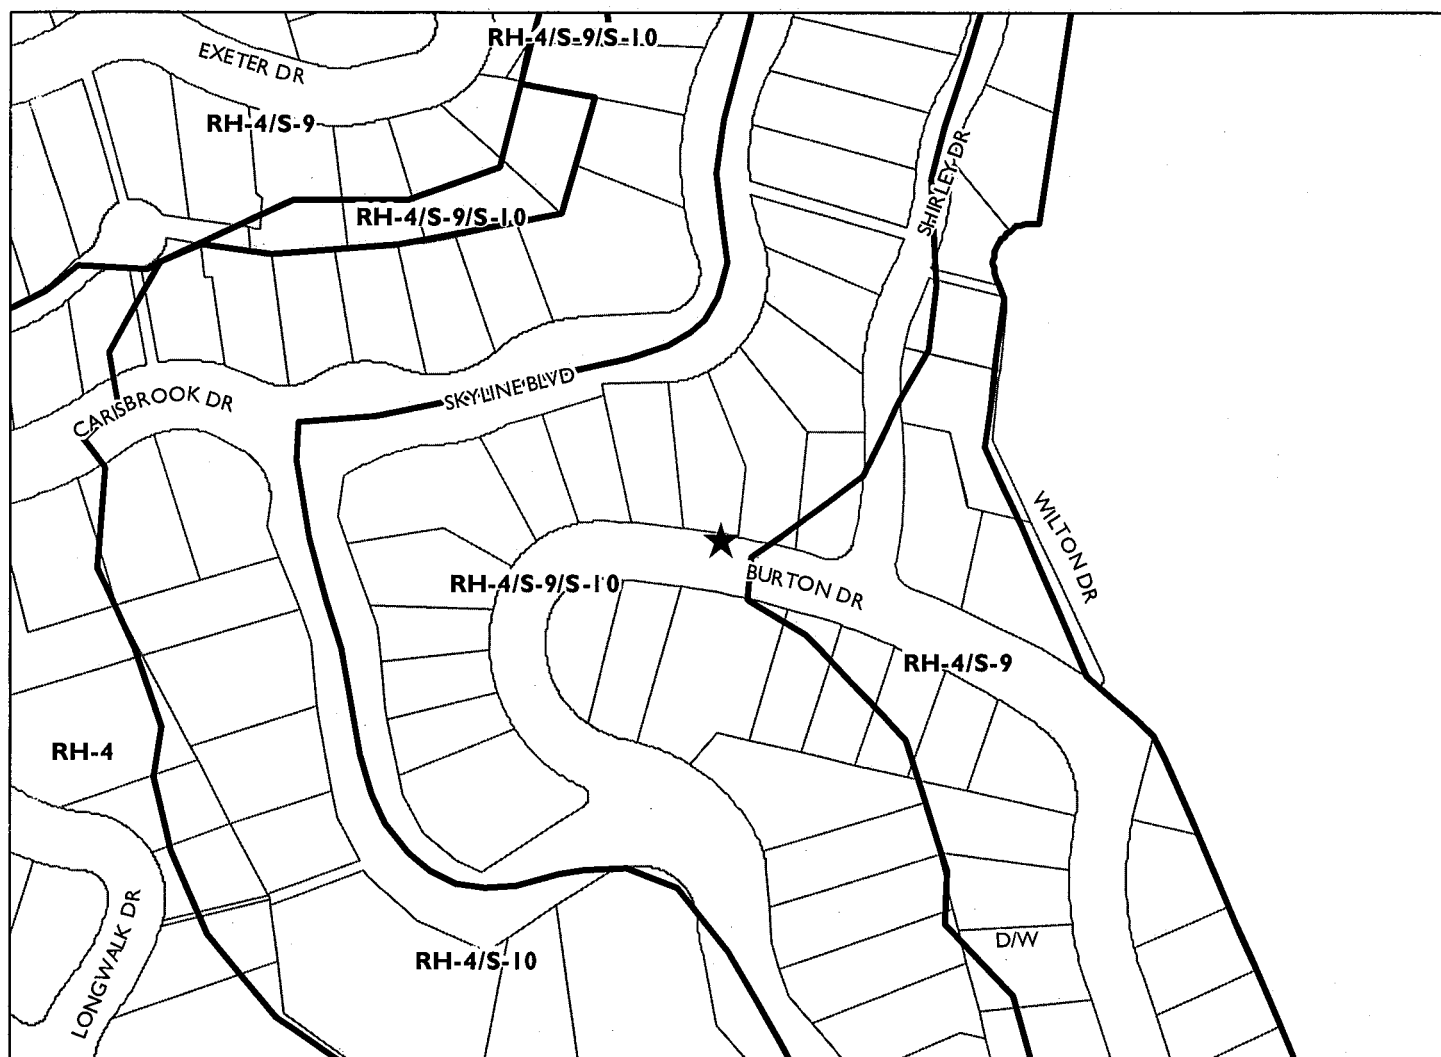 RH-4/S-9/S-10
EXETER DR
RH-4/S-9
SHIRLEY DR
RH-4/S-9/S-10
SKYLINE BLVD
CARISBROOK DR
WILTON DR
RH-4/S-9/S-10
BURTON DR
RH-4/S-9
RH-4
D/W
LONGWALK DR
RH-4/S-10